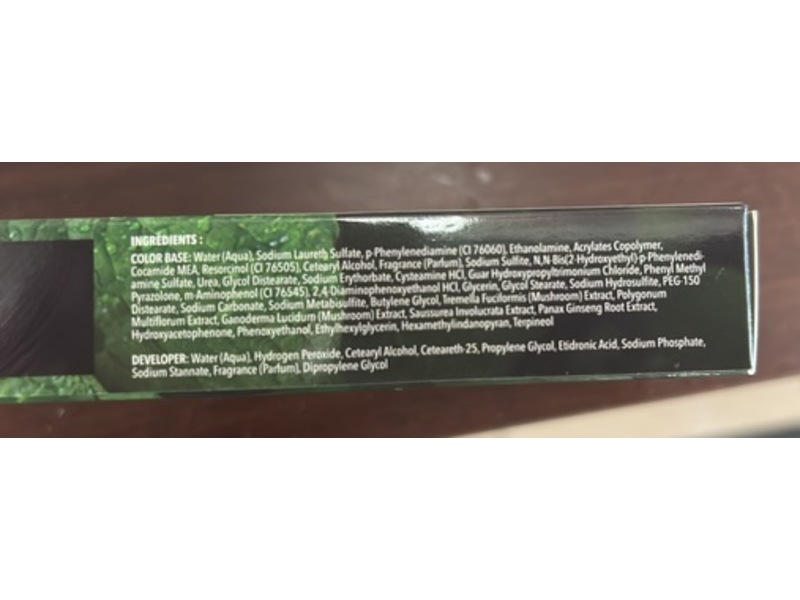 INGRÉDIENTS :
COLOR BASE: Water (Aqua), Sodium Laureth Sulfate, p-Phenylenediamine (CI 76060), Ethanolamine, Acrylates Copolymer,
Cocamide MEA, Resorcinol (CI 76505), Cetearyl Alcohol, Fragrance (Parfum), Sodium Sulfite, N,N-Bis(2-Hydroxyethyl)-p-Phenylenedi-
amine Sulfate, Urea, Glycol Distearate, Sodium Erythorbate, Cysteamine HCl, Guar Hydroxypropyltrimonium Chloride, Phenyl Methyl
Pyrazolone, m-Aminophenol (CI 76545), 2,4-Diaminophenoxyethanol HCl, Glycerin, Glycol Stearate, Sodium Hydrosulfite, PEG-150
Distearate, Sodium Carbonate, Sodium Metabisulfite, Butylene Glycol, Tremella Fuciformis (Mushroom) Extract, Polygonum
Multiflorum Extract, Ganoderma Lucidum (Mushroom) Extract, Saussurea Involucrata Extract, Panax Ginseng Root Extract,
Hydroxyacetophenone, Phenoxyethanol, Ethylhexylglycerin, Hexamethylindanopyran, Terpineol
DEVELOPER: Water (Aqua), Hydrogen Peroxide, Cetearyl Alcohol, Ceteareth-25, Propylene Glycol, Etidronic Acid, Sodium Phosphate,
Sodium Stannate, Fragrance (Parfum), Dipropylene Glycol